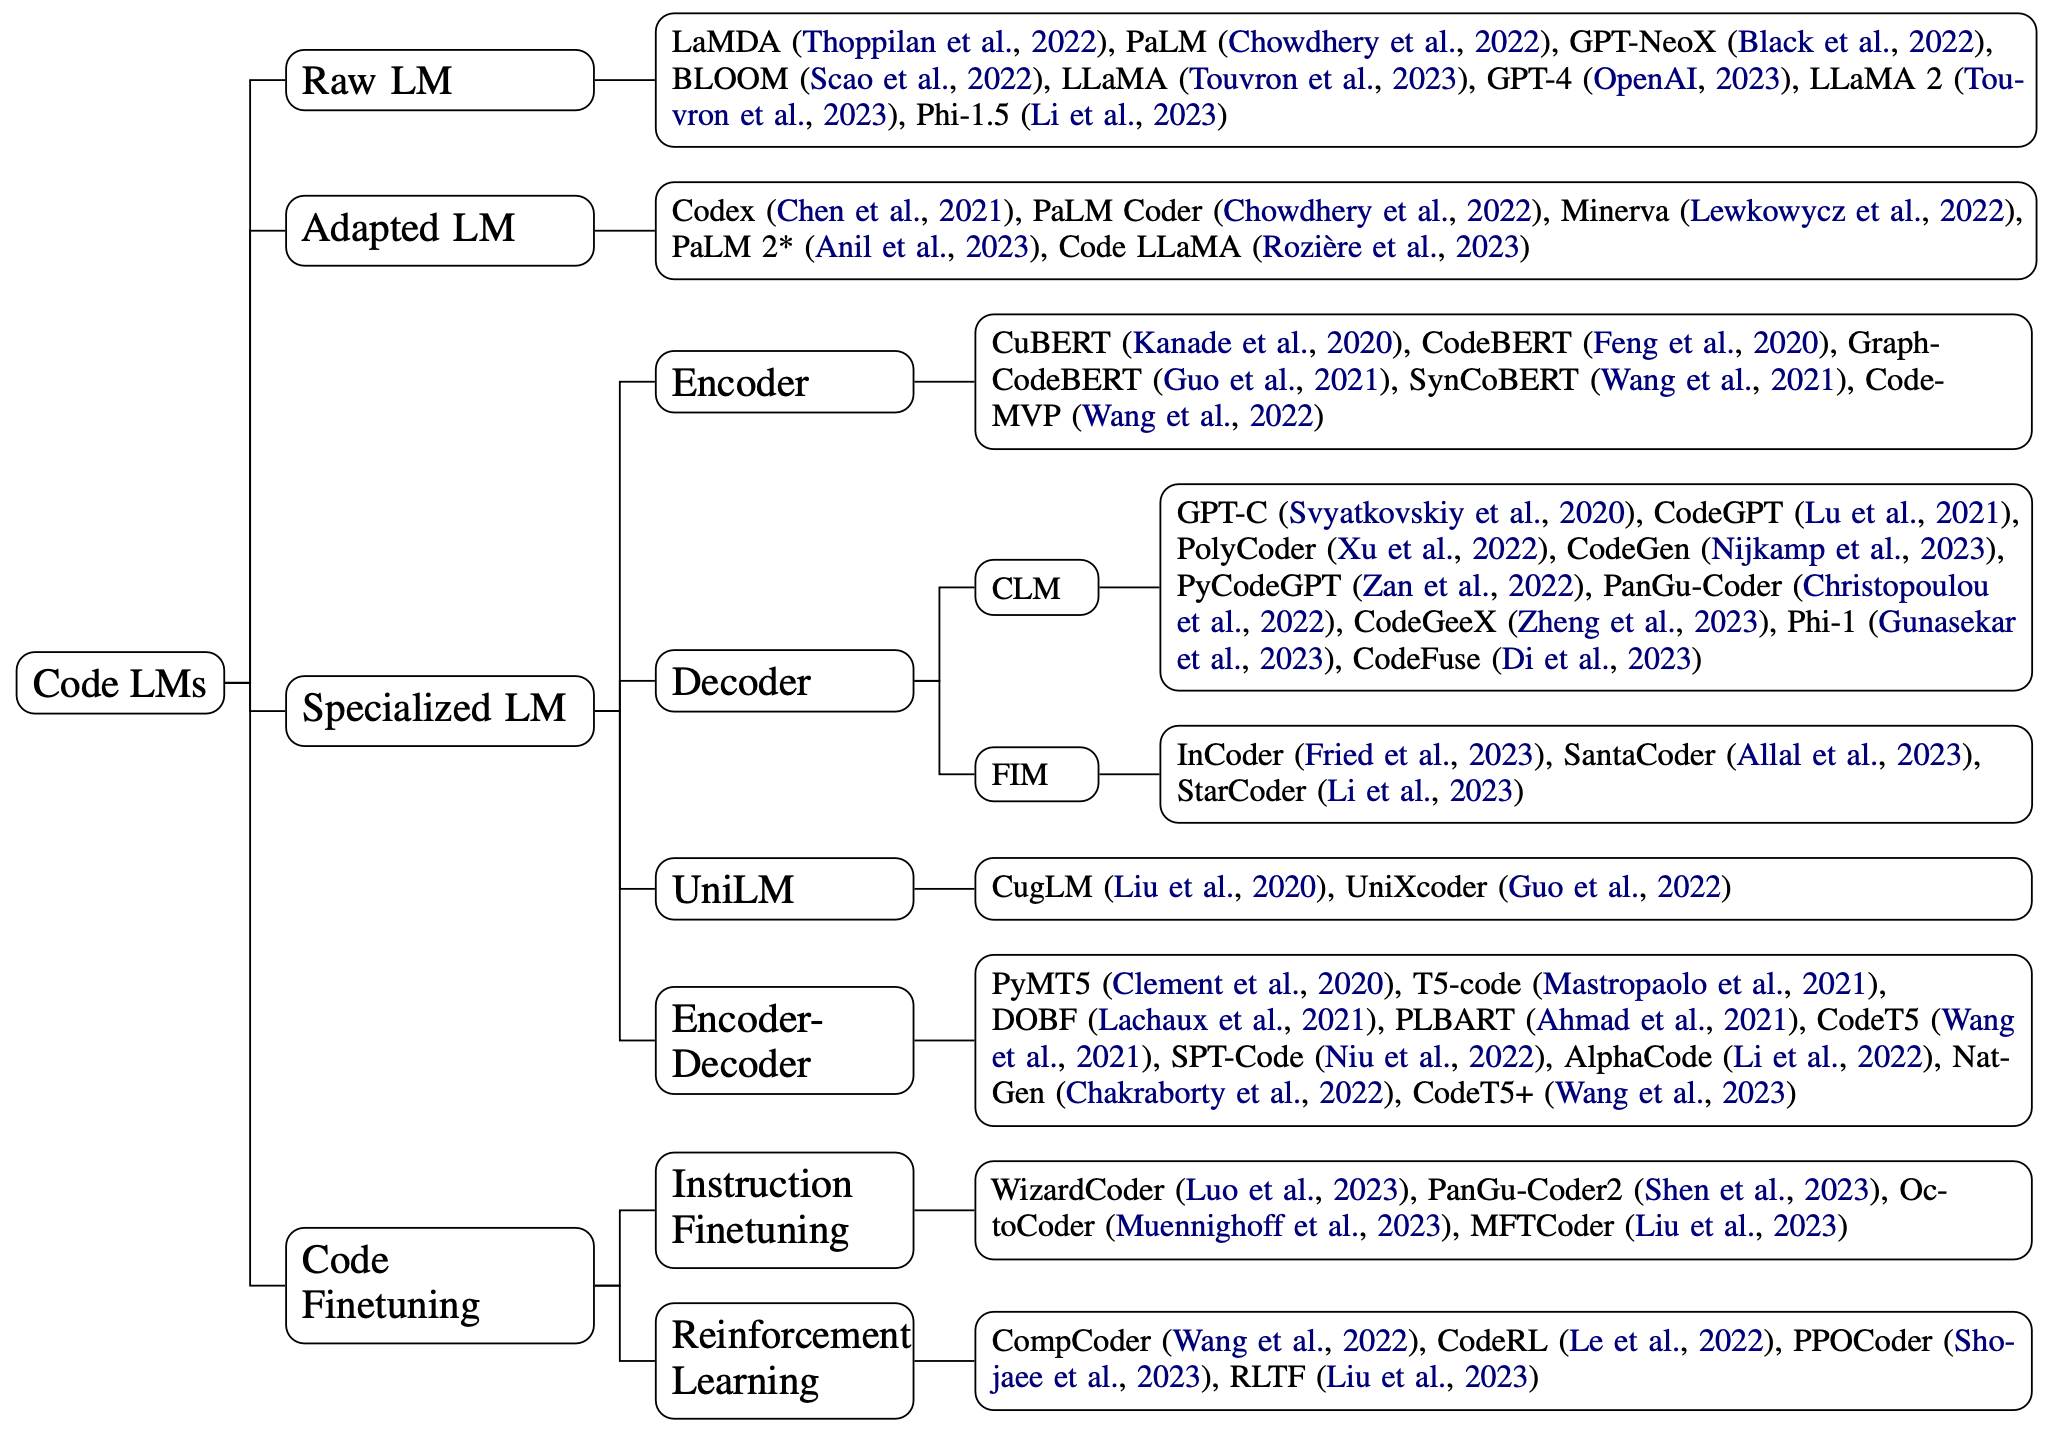 Code LMs
Raw LM
LaMDA (Thoppilan et al., 2022), PaLM (Chowdhery et al., 2022), GPT-NeoX (Black et al., 2022),
BLOOM (Scao et al., 2022), LLaMA (Touvron et al., 2023), GPT-4 (OpenAI, 2023), LLaMA 2 (Tou-
vron et al., 2023), Phi-1.5 (Li et al., 2023)
Adapted LM
Codex (Chen et al., 2021), PaLM Coder (Chowdhery et al., 2022), Minerva (Lewkowycz et al., 2022),
PaLM 2* (Anil et al., 2023), Code LLaMA (Rozière et al., 2023)
Specialized LM
Encoder
CuBERT (Kanade et al., 2020), CodeBERT (Feng et al., 2020), Graph-
CodeBERT (Guo et al., 2021), SynCoBERT (Wang et al., 2021), Code-
MVP (Wang et al., 2022)
Decoder
CLM
GPT-C (Svyatkovskiy et al., 2020), CodeGPT (Lu et al., 2021),
PolyCoder (Xu et al., 2022), CodeGen (Nijkamp et al., 2023),
PyCodeGPT (Zan et al., 2022), PanGu-Coder (Christopoulou
et al., 2022), CodeGeeX (Zheng et al., 2023), Phi-1 (Gunasekar
et al., 2023), CodeFuse (Di et al., 2023)
FIM
InCoder (Fried et al., 2023), SantaCoder (Allal et al., 2023),
StarCoder (Li et al., 2023)
UniLM
CugLM (Liu et al., 2020), UniXcoder (Guo et al., 2022)
Encoder-
Decoder
PyMT5 (Clement et al., 2020), T5-code (Mastropaolo et al., 2021),
DOBF (Lachaux et al., 2021), PLBART (Ahmad et al., 2021), CodeT5 (Wang
et al., 2021), SPT-Code (Niu et al., 2022), AlphaCode (Li et al., 2022), Nat-
Gen (Chakraborty et al., 2022), CodeT5+ (Wang et al., 2023)
Code
Finetuning
Instruction
Finetuning
WizardCoder (Luo et al., 2023), PanGu-Coder2 (Shen et al., 2023), Oc-
toCoder (Muennighoff et al., 2023), MFTCoder (Liu et al., 2023)
Reinforcement
Learning
CompCoder (Wang et al., 2022), CodeRL (Le et al., 2022), PPOCoder (Sho-
jaee et al., 2023), RLTF (Liu et al., 2023)